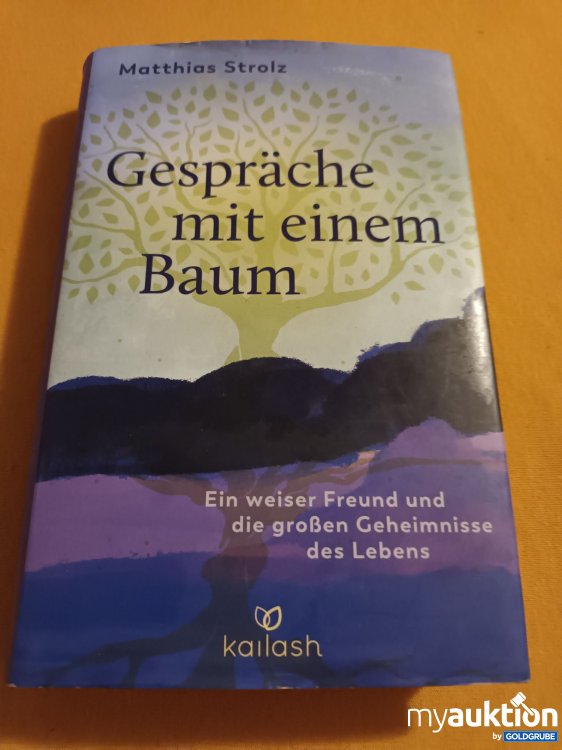 Matthias Strolz
Gespräche
mit einem
Baum
Ein weiser Freund und
die großen Geheimnisse
des Lebens
kailash
myauktion
by GOLDGRUBE